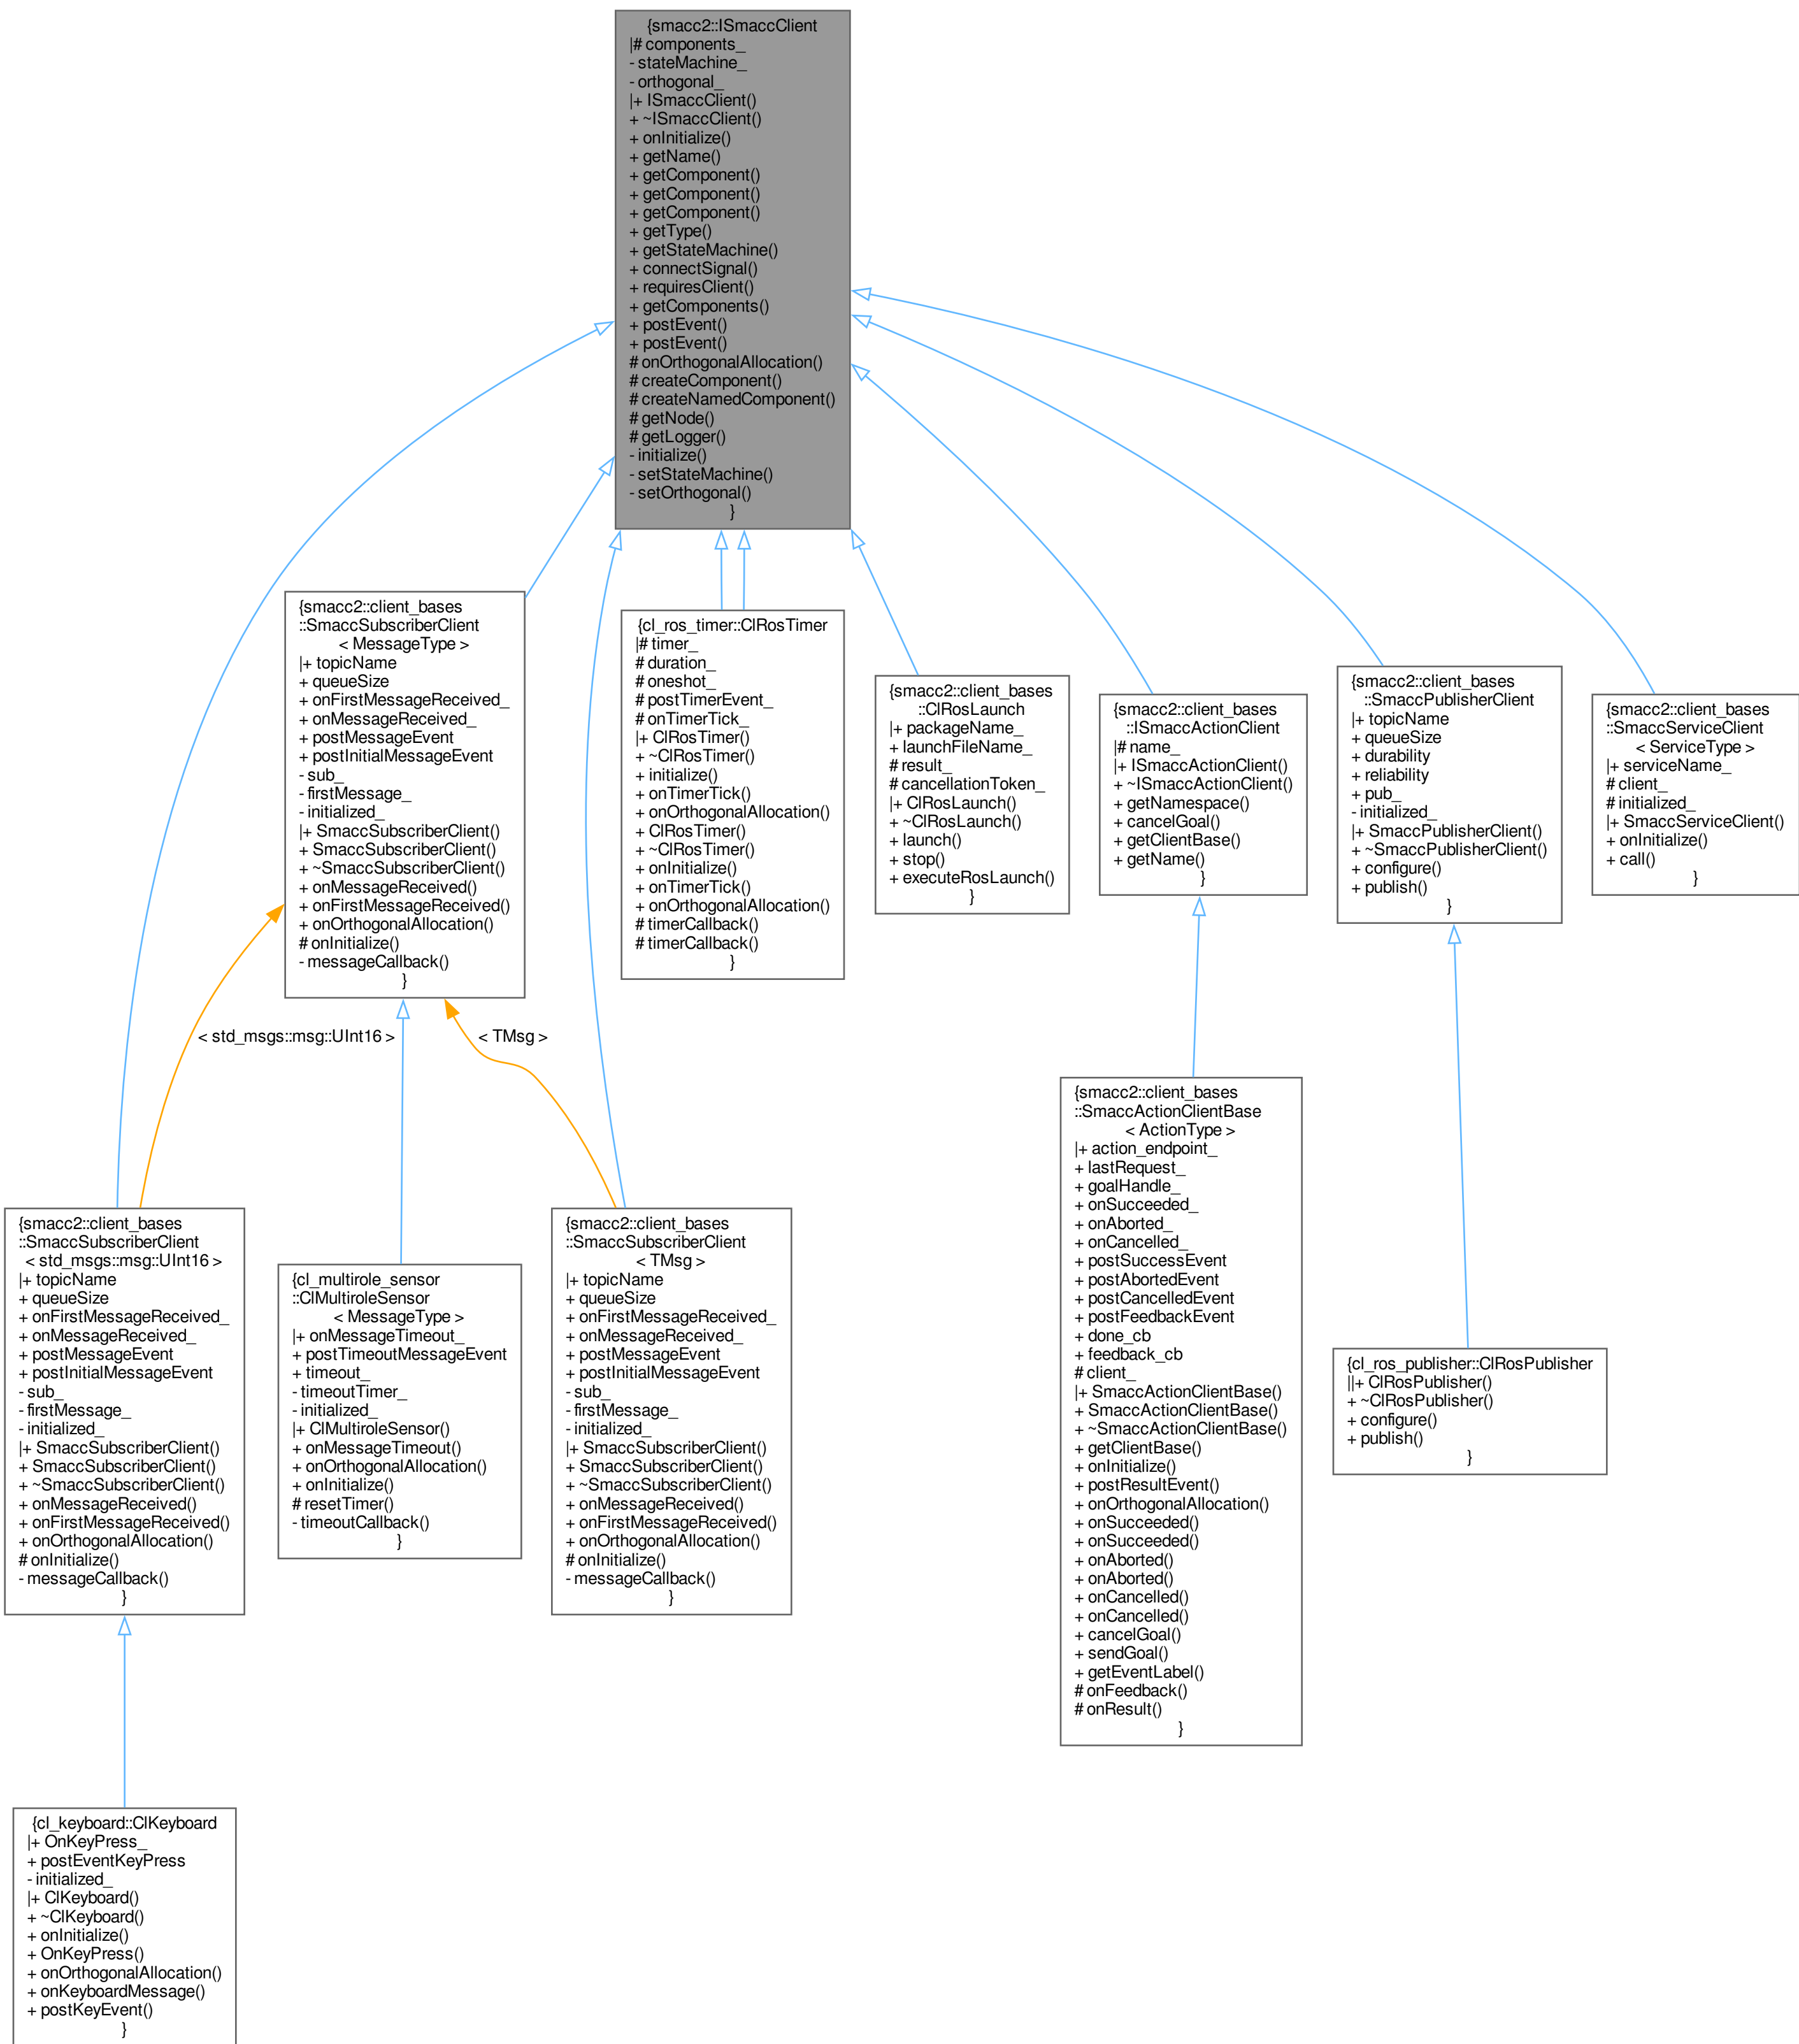 {smacc2::ISmaccClient
|# components_
- stateMachine_
- orthogonal_
|+ ISmaccClient()
+ ~ISmaccClient()
+ onInitialize()
+ getName()
+ getComponent()
+ getComponent()
+ getComponent()
+ getType()
+ getStateMachine()
+ connectSignal()
+ requiresClient()
+ getComponents()
+ postEvent()
+ postEvent()
# onOrthogonalAllocation()
# createComponent()
# createNamedComponent()
# getNode()
# getLogger()
- initialize()
- setStateMachine()
- setOrthogonal()
}
{smacc2::client_bases
::SmaccSubscriberClient
< MessageType >
|+ topicName
+ queueSize
+ onFirstMessageReceived_
+ onMessageReceived_
+ postMessageEvent
+ postInitialMessageEvent
- sub_
- firstMessage_
- initialized_
|+ SmaccSubscriberClient()
+ SmaccSubscriberClient()
+ ~SmaccSubscriberClient()
+ onMessageReceived()
+ onFirstMessageReceived()
+ onOrthogonalAllocation()
# onInitialize()
- messageCallback()
}
{cl_ros_timer::ClRosTimer
|# timer_
# duration_
# oneshot_
# postTimerEvent_
# onTimerTick_
|+ ClRosTimer()
+ ~ClRosTimer()
+ initialize()
+ onTimerTick()
+ onOrthogonalAllocation()
+ ClRosTimer()
+ ~ClRosTimer()
+ onInitialize()
+ onTimerTick()
+ onOrthogonalAllocation()
# timerCallback()
# timerCallback()
}
{smacc2::client_bases
::ClRosLaunch
|+ packageName_
+ launchFileName_
# result_
# cancellationToken_
|+ ClRosLaunch()
+ ~ClRosLaunch()
+ launch()
+ stop()
+ executeRosLaunch()
}
{smacc2::client_bases
::ISmaccActionClient
|# name_
|+ ISmaccActionClient()
+ ~ISmaccActionClient()
+ getNamespace()
+ cancelGoal()
+ getClientBase()
+ getName()
}
{smacc2::client_bases
::SmaccPublisherClient
|+ topicName
+ queueSize
+ durability
+ reliability
+ pub_
- initialized_
|+ SmaccPublisherClient()
+ ~SmaccPublisherClient()
+ configure()
+ publish()
}
{smacc2::client_bases
::SmaccServiceClient
< ServiceType >
|+ serviceName_
# client_
# initialized_
|+ SmaccServiceClient()
+ onInitialize()
+ call()
}
< std_msgs::msg::UInt16 >
< TMsg >
{smacc2::client_bases
::SmaccSubscriberClient
< std_msgs::msg::UInt16 >
|+ topicName
+ queueSize
+ onFirstMessageReceived_
+ onMessageReceived_
+ postMessageEvent
+ postInitialMessageEvent
- sub_
- firstMessage_
- initialized_
|+ SmaccSubscriberClient()
+ SmaccSubscriberClient()
+ ~SmaccSubscriberClient()
+ onMessageReceived()
+ onFirstMessageReceived()
+ onOrthogonalAllocation()
# onInitialize()
- messageCallback()
}
{cl_multirole_sensor
::ClMultiroleSensor
< MessageType >
|+ onMessageTimeout_
+ postTimeoutMessageEvent
+ timeout_
- timeoutTimer_
- initialized_
|+ ClMultiroleSensor()
+ onMessageTimeout()
+ onOrthogonalAllocation()
+ onInitialize()
# resetTimer()
- timeoutCallback()
}
{smacc2::client_bases
::SmaccSubscriberClient
< TMsg >
|+ topicName
+ queueSize
+ onFirstMessageReceived_
+ onMessageReceived_
+ postMessageEvent
+ postInitialMessageEvent
- sub_
- firstMessage_
- initialized_
|+ SmaccSubscriberClient()
+ SmaccSubscriberClient()
+ ~SmaccSubscriberClient()
+ onMessageReceived()
+ onFirstMessageReceived()
+ onOrthogonalAllocation()
# onInitialize()
- messageCallback()
}
{smacc2::client_bases
::SmaccActionClientBase
< ActionType >
|+ action_endpoint_
+ lastRequest_
+ goalHandle_
+ onSucceeded_
+ onAborted_
+ onCancelled_
+ postSuccessEvent
+ postAbortedEvent
+ postCancelledEvent
+ postFeedbackEvent
+ done_cb
+ feedback_cb
# client_
|+ SmaccActionClientBase()
+ SmaccActionClientBase()
+ ~SmaccActionClientBase()
+ getClientBase()
+ onInitialize()
+ postResultEvent()
+ onOrthogonalAllocation()
+ onSucceeded()
+ onSucceeded()
+ onAborted()
+ onAborted()
+ onCancelled()
+ onCancelled()
+ cancelGoal()
+ sendGoal()
+ getEventLabel()
# onFeedback()
# onResult()
}
{cl_ros_publisher::ClRosPublisher
||+ ClRosPublisher()
+ ~ClRosPublisher()
+ configure()
+ publish()
}
{cl_keyboard::ClKeyboard
|+ OnKeyPress_
+ postEventKeyPress
- initialized_
|+ ClKeyboard()
+ ~ClKeyboard()
+ onInitialize()
+ OnKeyPress()
+ onOrthogonalAllocation()
+ onKeyboardMessage()
+ postKeyEvent()
}